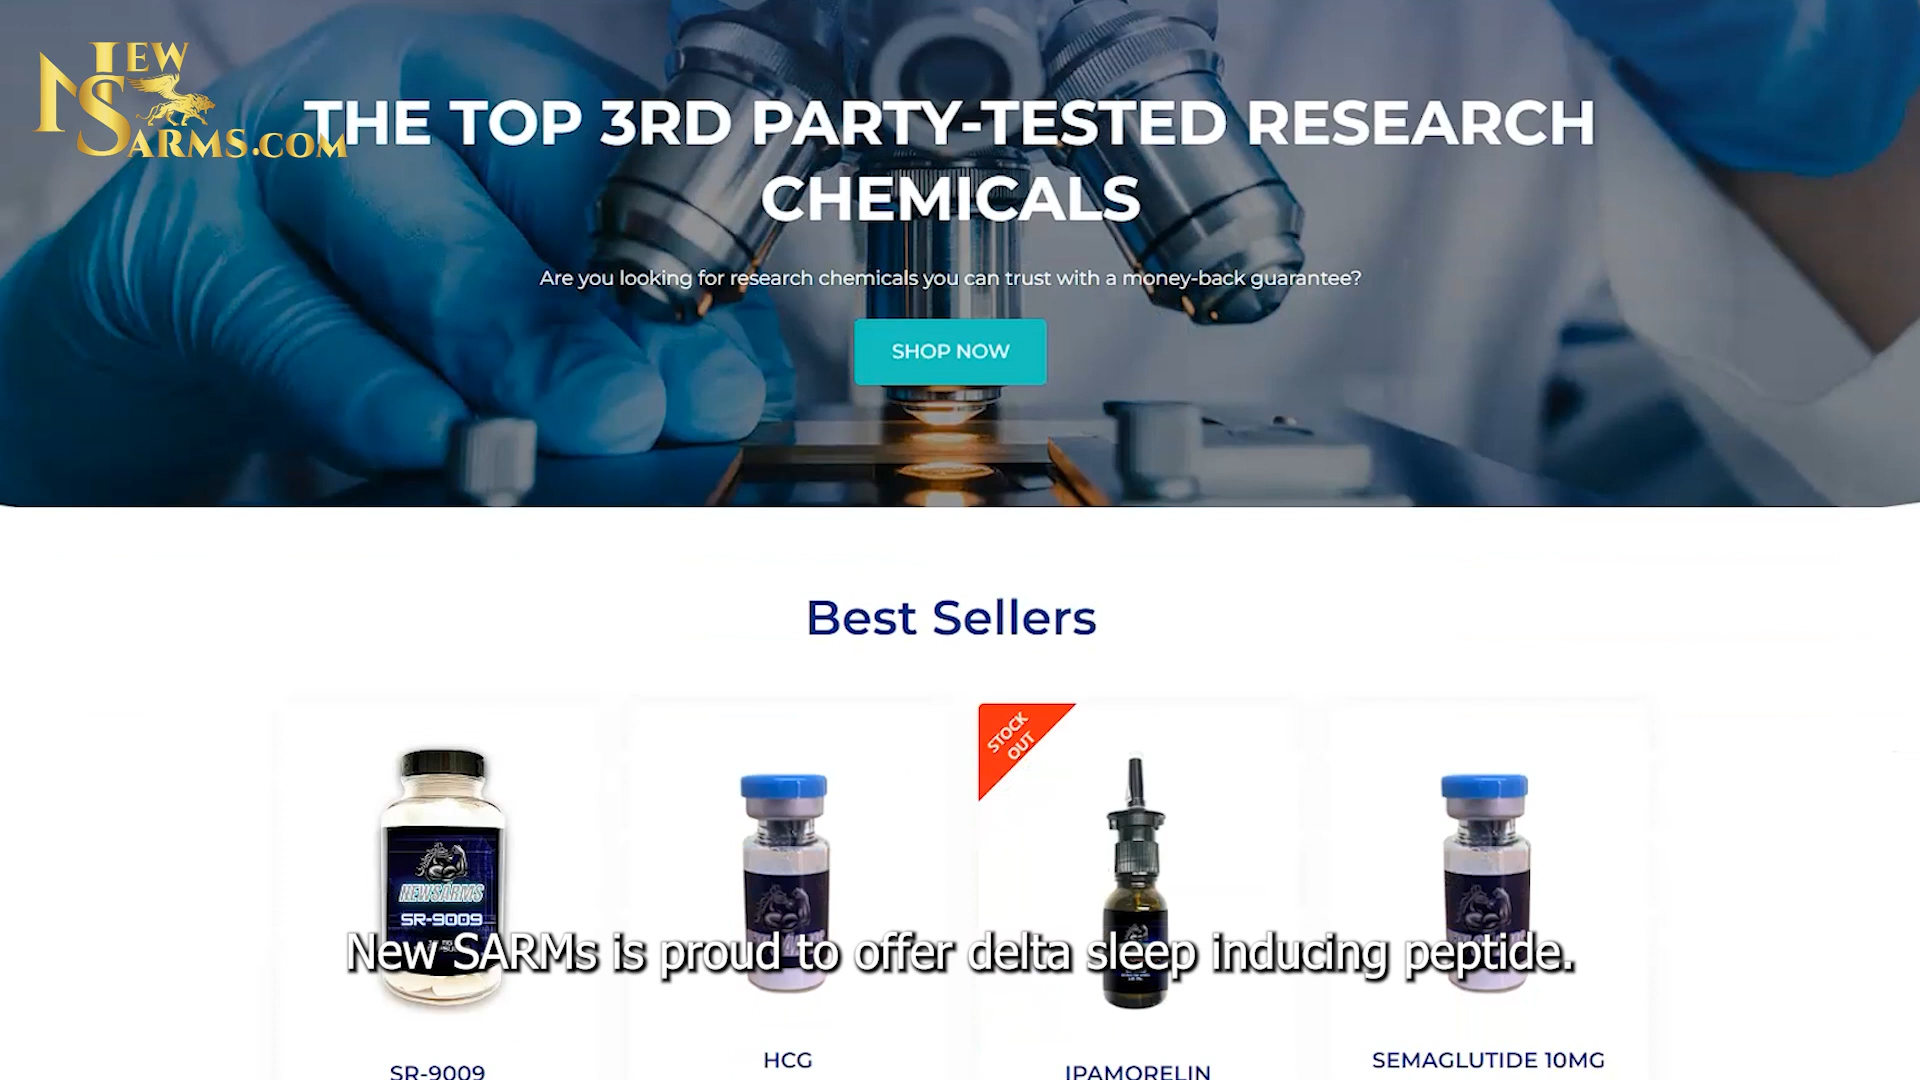 NEW
SARMS.COM
THE TOP 3RD PARTY-TESTED RESEARCH
CHEMICALS
Are you looking for research chemicals you can trust with a money-back guarantee?
SHOP NOW
Best Sellers
STOCK
OUT
NEWSARMS
SR-9009
New SARMs is proud to offer delta sleep inducing peptide.
SR-9009
HCG
IPAMORELIN
SEMAGLUTIDE 10MG